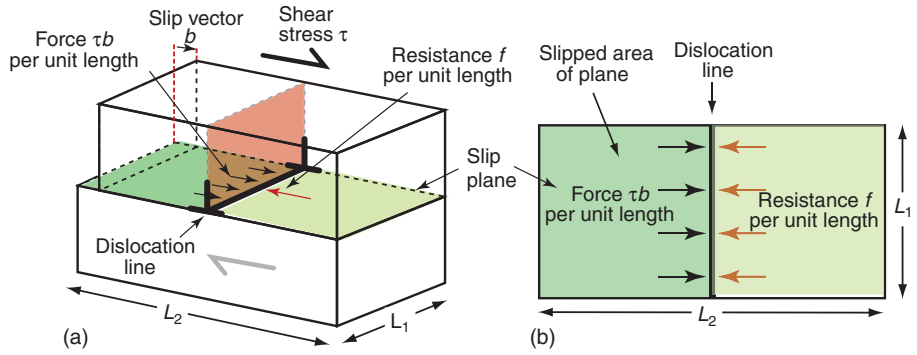 Slip vector
b
Shear
stress τ
Force τb
per unit length
Resistance f
per unit length
Slip
plane
Dislocation
line
L2
L1
(a)
Slipped area
of plane
Dislocation
line
Force τb
per unit length
Resistance f
per unit length
L1
L2
(b)